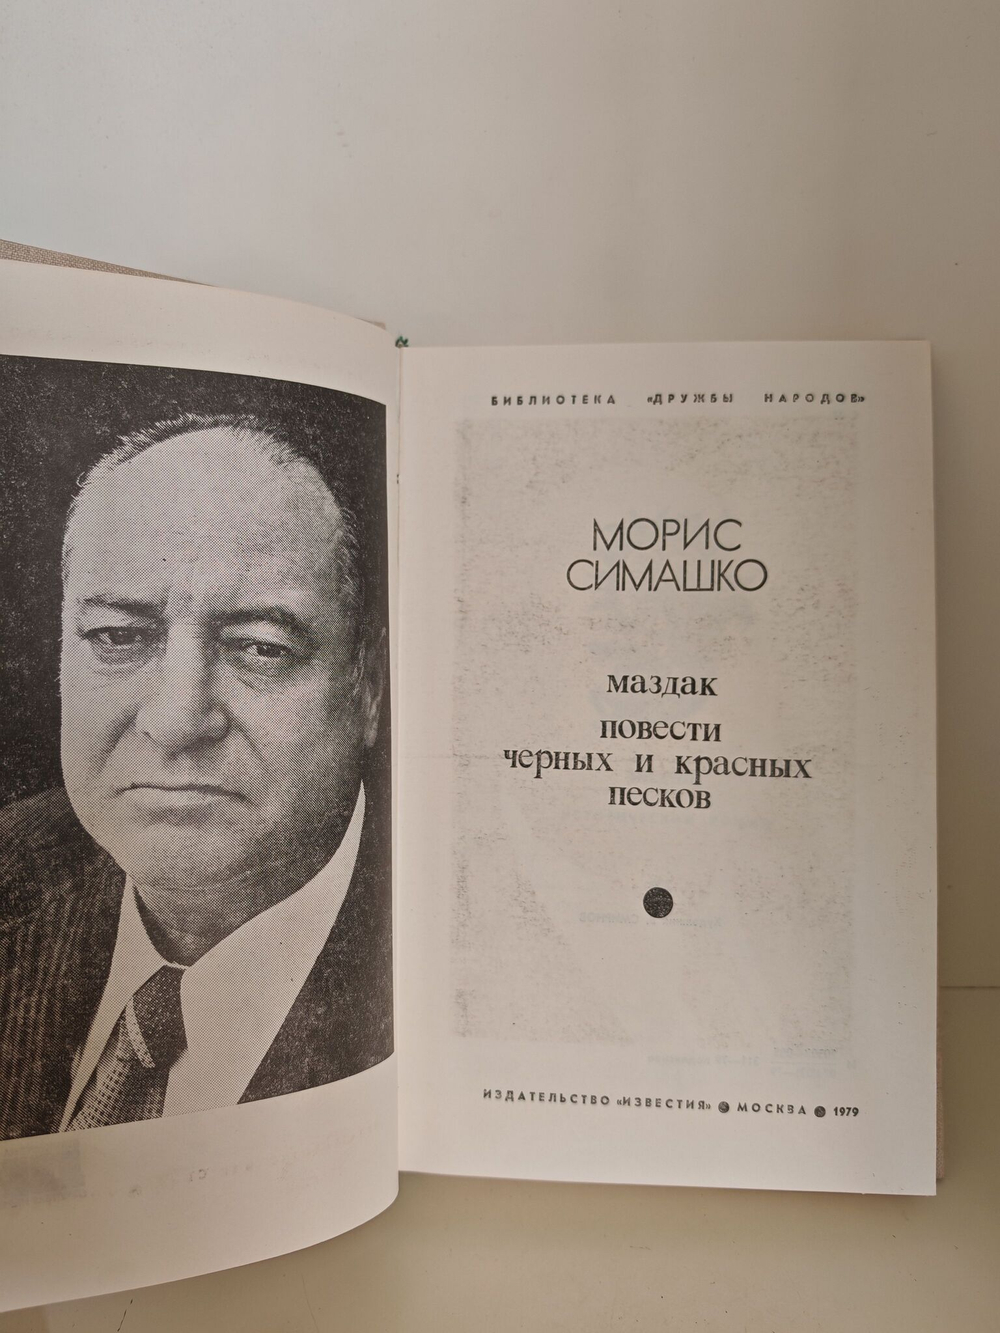 БИБЛИОТЕКА «ДРУЖБЫ НАРОДОВ»
МОРИС
СИМАШКО
маздак
повести
черных и красных
песков
ИЗДАТЕЛЬСТВО «ИЗВЕСТИЯ» ● МОСКВА ● 1979